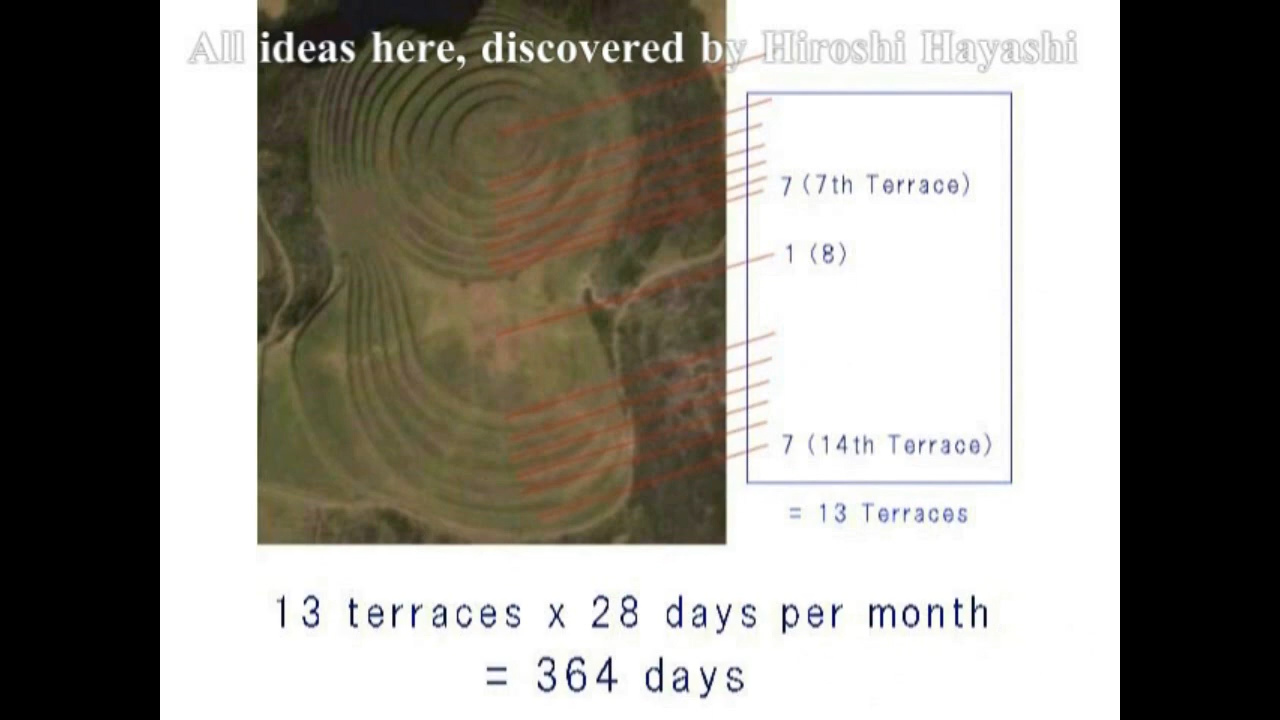 All ideas here, discovered by Hiroshi Hayashi
7 (7th Terrace)
1 (8)
7 (14th Terrace)
= 13 Terraces
13 terraces x 28 days per month
= 364 days